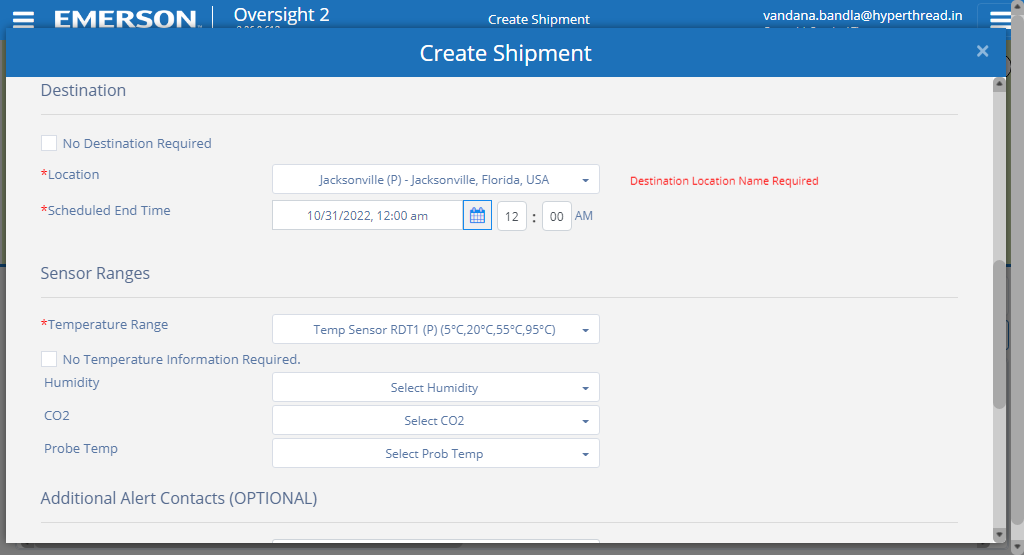 EMERSON
Oversight 2
Create Shipment
vandana.bandla@hyperthread.in
Create Shipment
×
Destination
No Destination Required
*Location
Jacksonville (P) - Jacksonville, Florida, USA
Destination Location Name Required
*Scheduled End Time
10/31/2022, 12:00 am
12 : 00 AM
Sensor Ranges
*Temperature Range
Temp Sensor RDT1 (P) (5°C,20°C,55°C,95°C)
No Temperature Information Required.
Humidity
Select Humidity
CO2
Select CO2
Probe Temp
Select Prob Temp
Additional Alert Contacts (OPTIONAL)